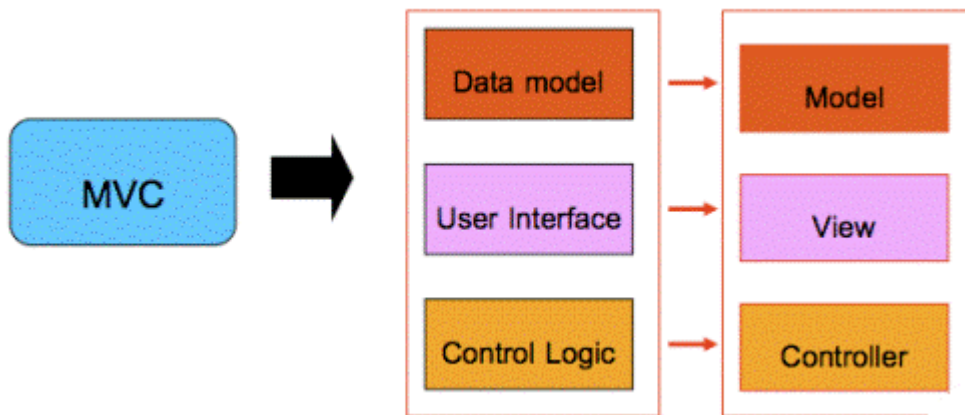 MVC
Data model
User Interface
Control Logic
Model
View
Controller